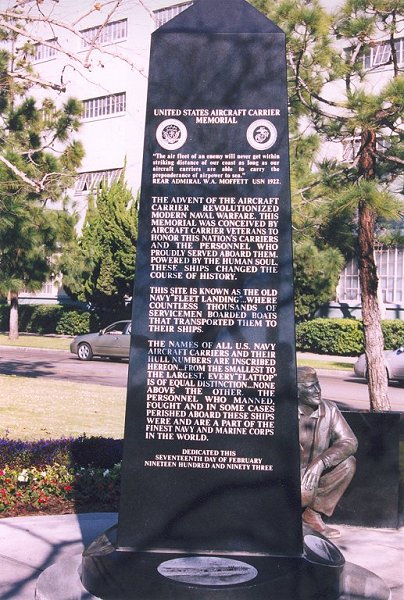 UNITED STATES AIRCRAFT CARRIER
MEMORIAL
"The air fleet of an enemy will never get within
striking distance of our coast as long as our
aircraft carriers are able to carry the
preponderance of airpower to sea."
REAR ADMIRAL W.A. MOFFETT USN 1922
THE ADVENT OF THE AIRCRAFT
CARRIER REVOLUTIONIZED
MODERN NAVAL WARFARE. THIS
MEMORIAL WAS CONCEIVED BY
AIRCRAFT CARRIER VETERANS TO
HONOR THIS NATION'S CARRIERS
AND THE PERSONNEL WHO
PROUDLY SERVED ABOARD THEM.
POWERED BY THE HUMAN SOUL,
THESE SHIPS CHANGED THE
COURSE OF HISTORY.
THIS SITE IS KNOWN AS THE OLD
NAVY "FLEET LANDING"...WHERE
COUNTLESS THOUSANDS OF
SERVICEMEN BOARDED BOATS
THAT TRANSPORTED THEM TO
THEIR SHIPS.
THE NAMES OF ALL U.S. NAVY
AIRCRAFT CARRIERS AND THEIR
HULL NUMBERS ARE INSCRIBED
HEREON...FROM THE SMALLEST TO
THE LARGEST. EVERY "FLATTOP"
IS OF EQUAL DISTINCTION...NONE
ABOVE THE OTHER. THE
PERSONNEL WHO MANNED,
FOUGHT AND IN SOME CASES
PERISHED ABOARD THESE SHIPS
WERE AND ARE A PART OF THE
FINEST NAVY AND MARINE CORPS
IN THE WORLD.
DEDICATED THIS
SEVENTEENTH DAY OF FEBRUARY
NINETEEN HUNDRED AND NINETY THREE